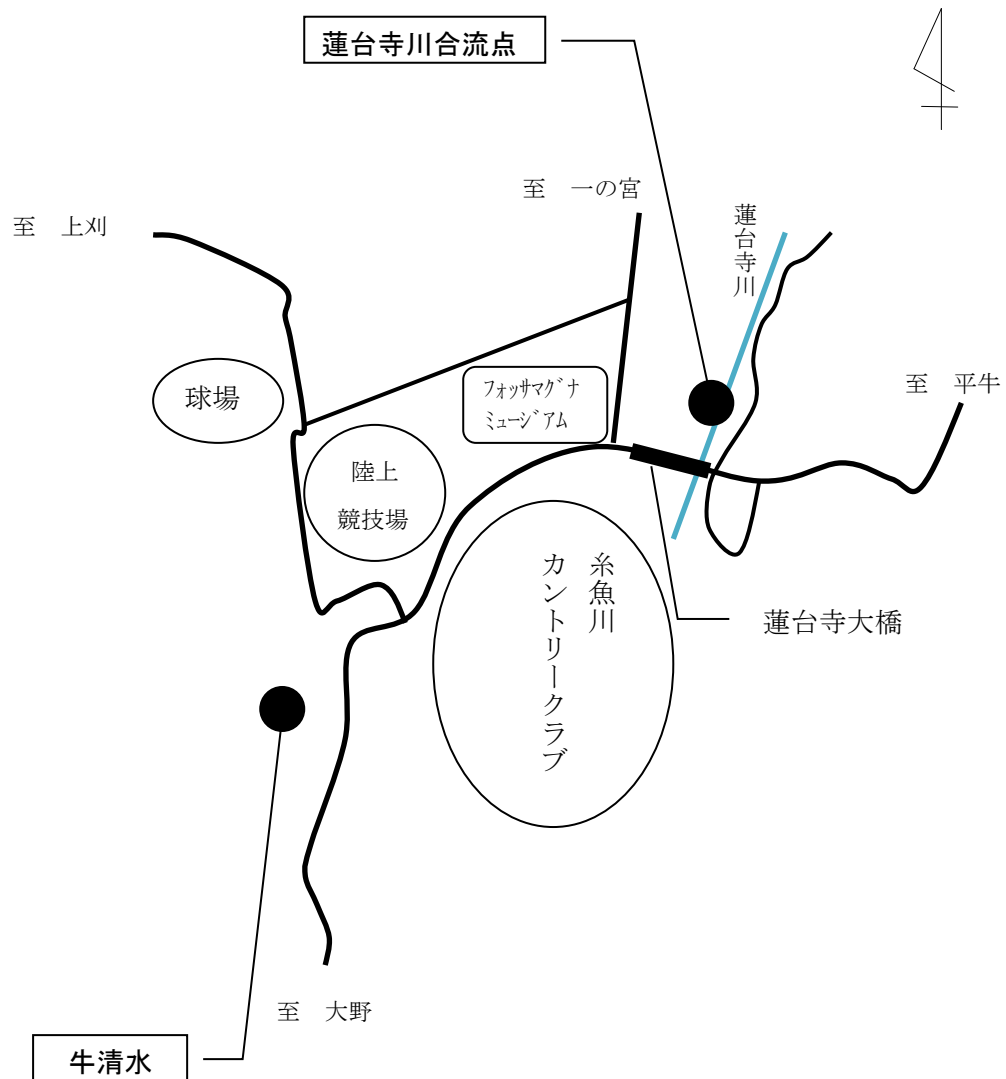 蓮台寺川合流点
至　一の宮
至　上刈
蓮台寺川
球場
フォッサマグナ
ミュージアム
至　平牛
陸上
競技場
糸魚川
カントリークラブ
蓮台寺大橋
至　大野
牛清水